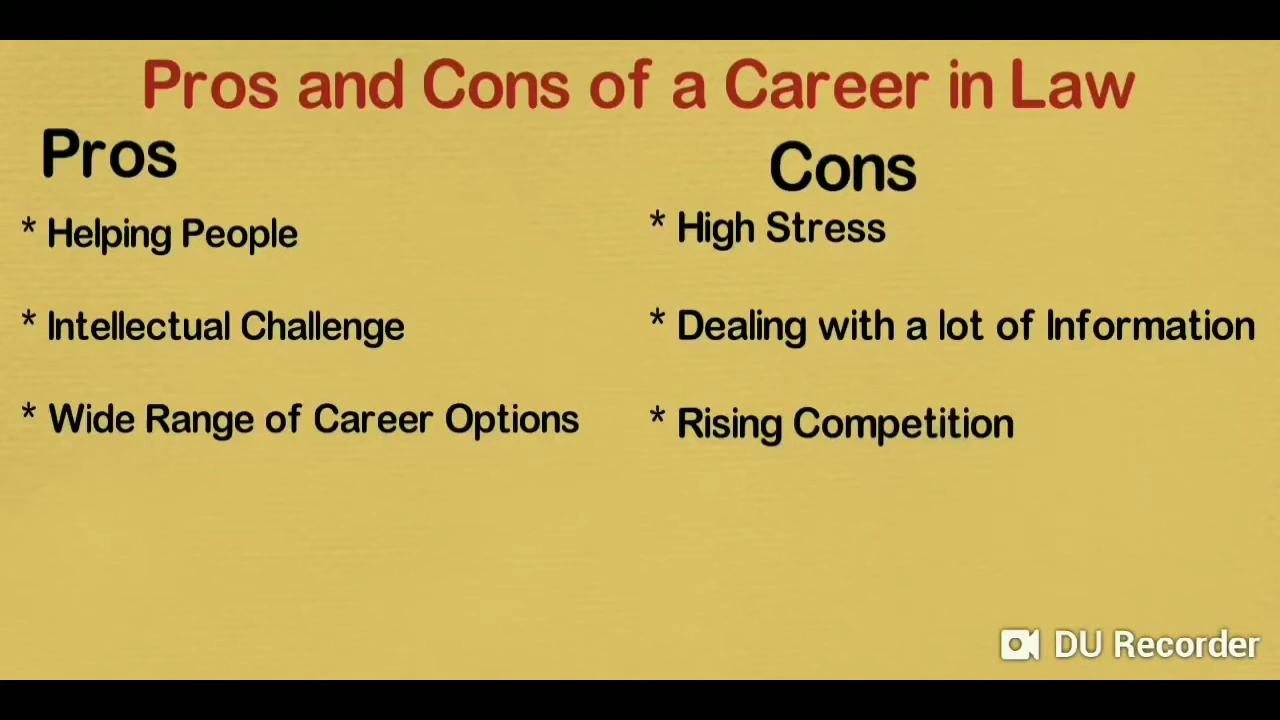 Pros and Cons of a Career in Law
Pros
* Helping People
* Intellectual Challenge
* Wide Range of Career Options
Cons
* High Stress
* Dealing with a lot of Information
* Rising Competition
DU Recorder